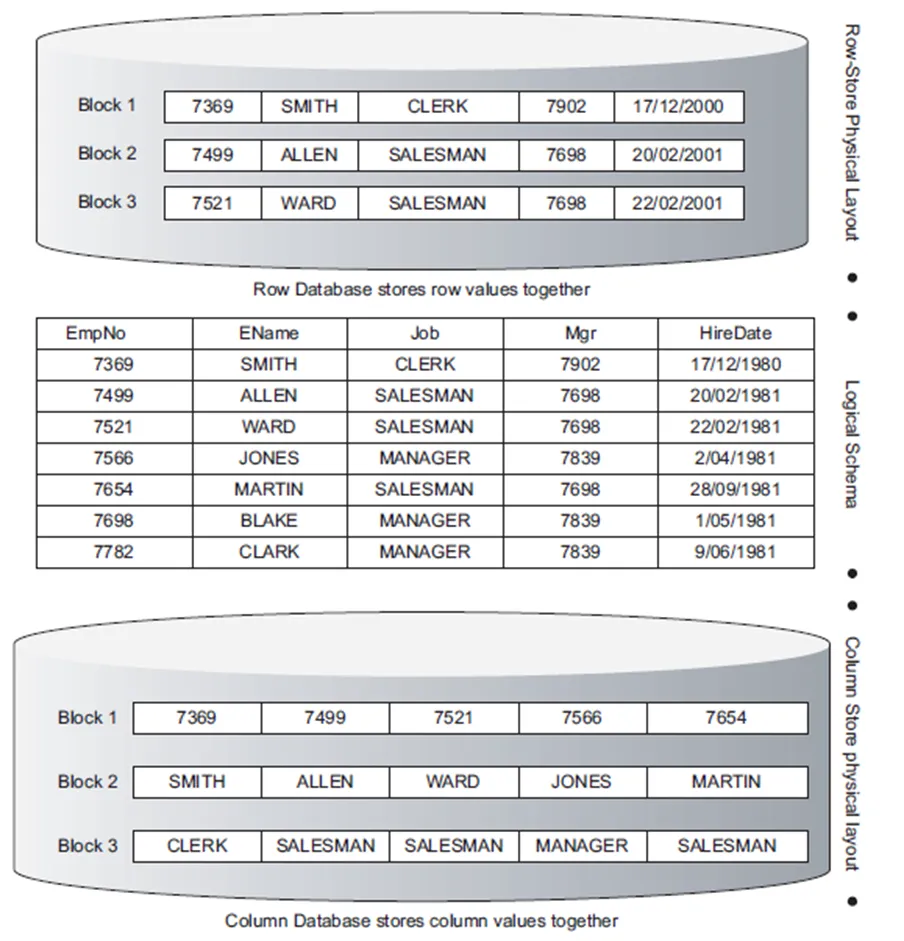 Row-Store Physical Layout
Block 1 7369 SMITH CLERK 7902 17/12/2000
Block 2 7499 ALLEN SALESMAN 7698 20/02/2001
Block 3 7521 WARD SALESMAN 7698 22/02/2001
Row Database stores row values together
Logical Schema
EmpNo EName Job Mgr HireDate
7369 SMITH CLERK 7902 17/12/1980
7499 ALLEN SALESMAN 7698 20/02/1981
7521 WARD SALESMAN 7698 22/02/1981
7566 JONES MANAGER 7839 2/04/1981
7654 MARTIN SALESMAN 7698 28/09/1981
7698 BLAKE MANAGER 7839 1/05/1981
7782 CLARK MANAGER 7839 9/06/1981
Column Store physical layout
Block 1 7369 7499 7521 7566 7654
Block 2 SMITH ALLEN WARD JONES MARTIN
Block 3 CLERK SALESMAN SALESMAN MANAGER SALESMAN
Column Database stores column values together